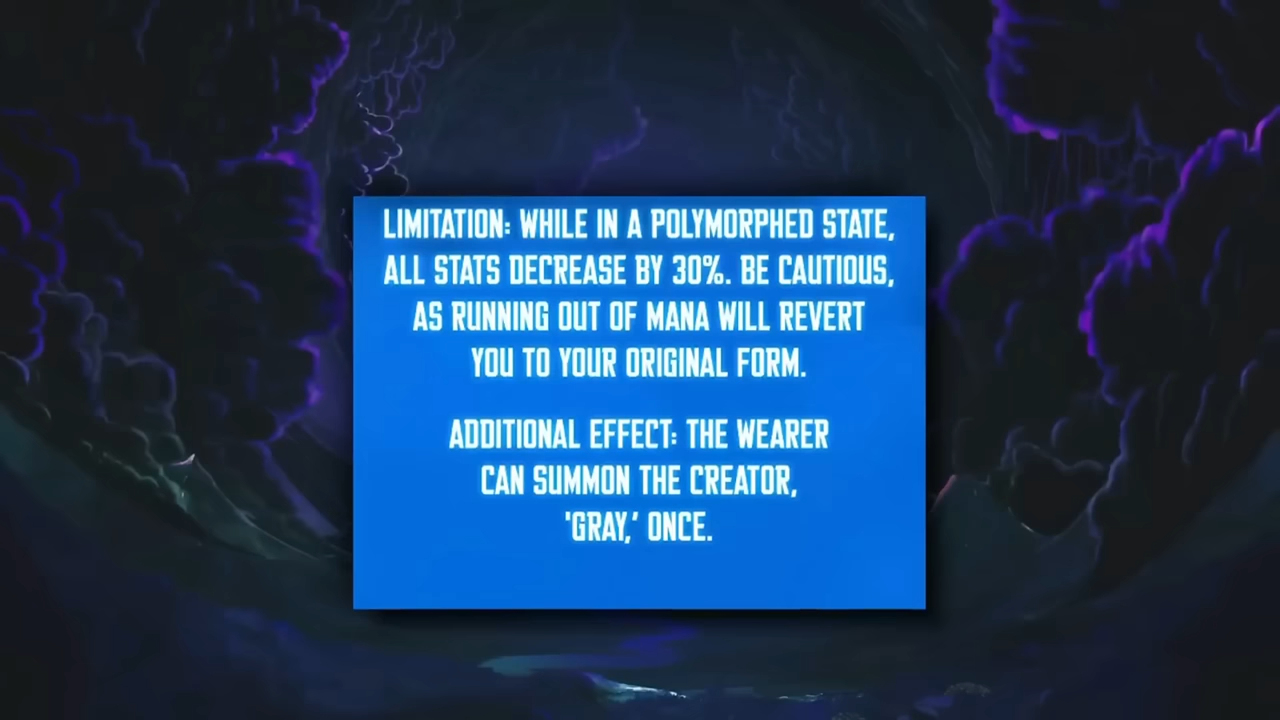 LIMITATION: WHILE IN A POLYMORPHED STATE,
ALL STATS DECREASE BY 30%. BE CAUTIOUS,
AS RUNNING OUT OF MANA WILL REVERT
YOU TO YOUR ORIGINAL FORM.
ADDITIONAL EFFECT: THE WEARER
CAN SUMMON THE CREATOR,
'GRAY,' ONCE.